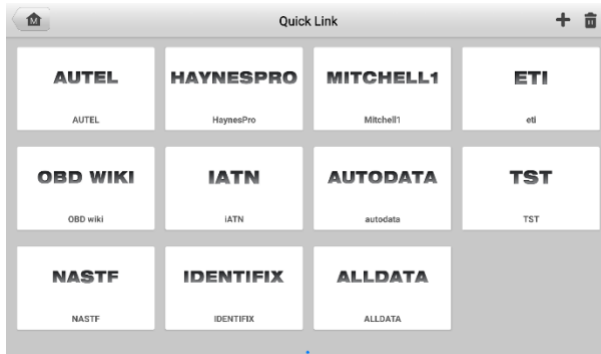 M
Quick Link
AUTEL
HAYNESPRO
MITCHELL1
ETI
AUTEL
HaynesPro
Mitchell1
eti
OBD WIKI
IATN
AUTODATA
TST
OBD wiki
iATN
autodata
TST
NASTF
IDENTIFIX
ALLDATA
NASTF
IDENTIFIX
ALLDATA